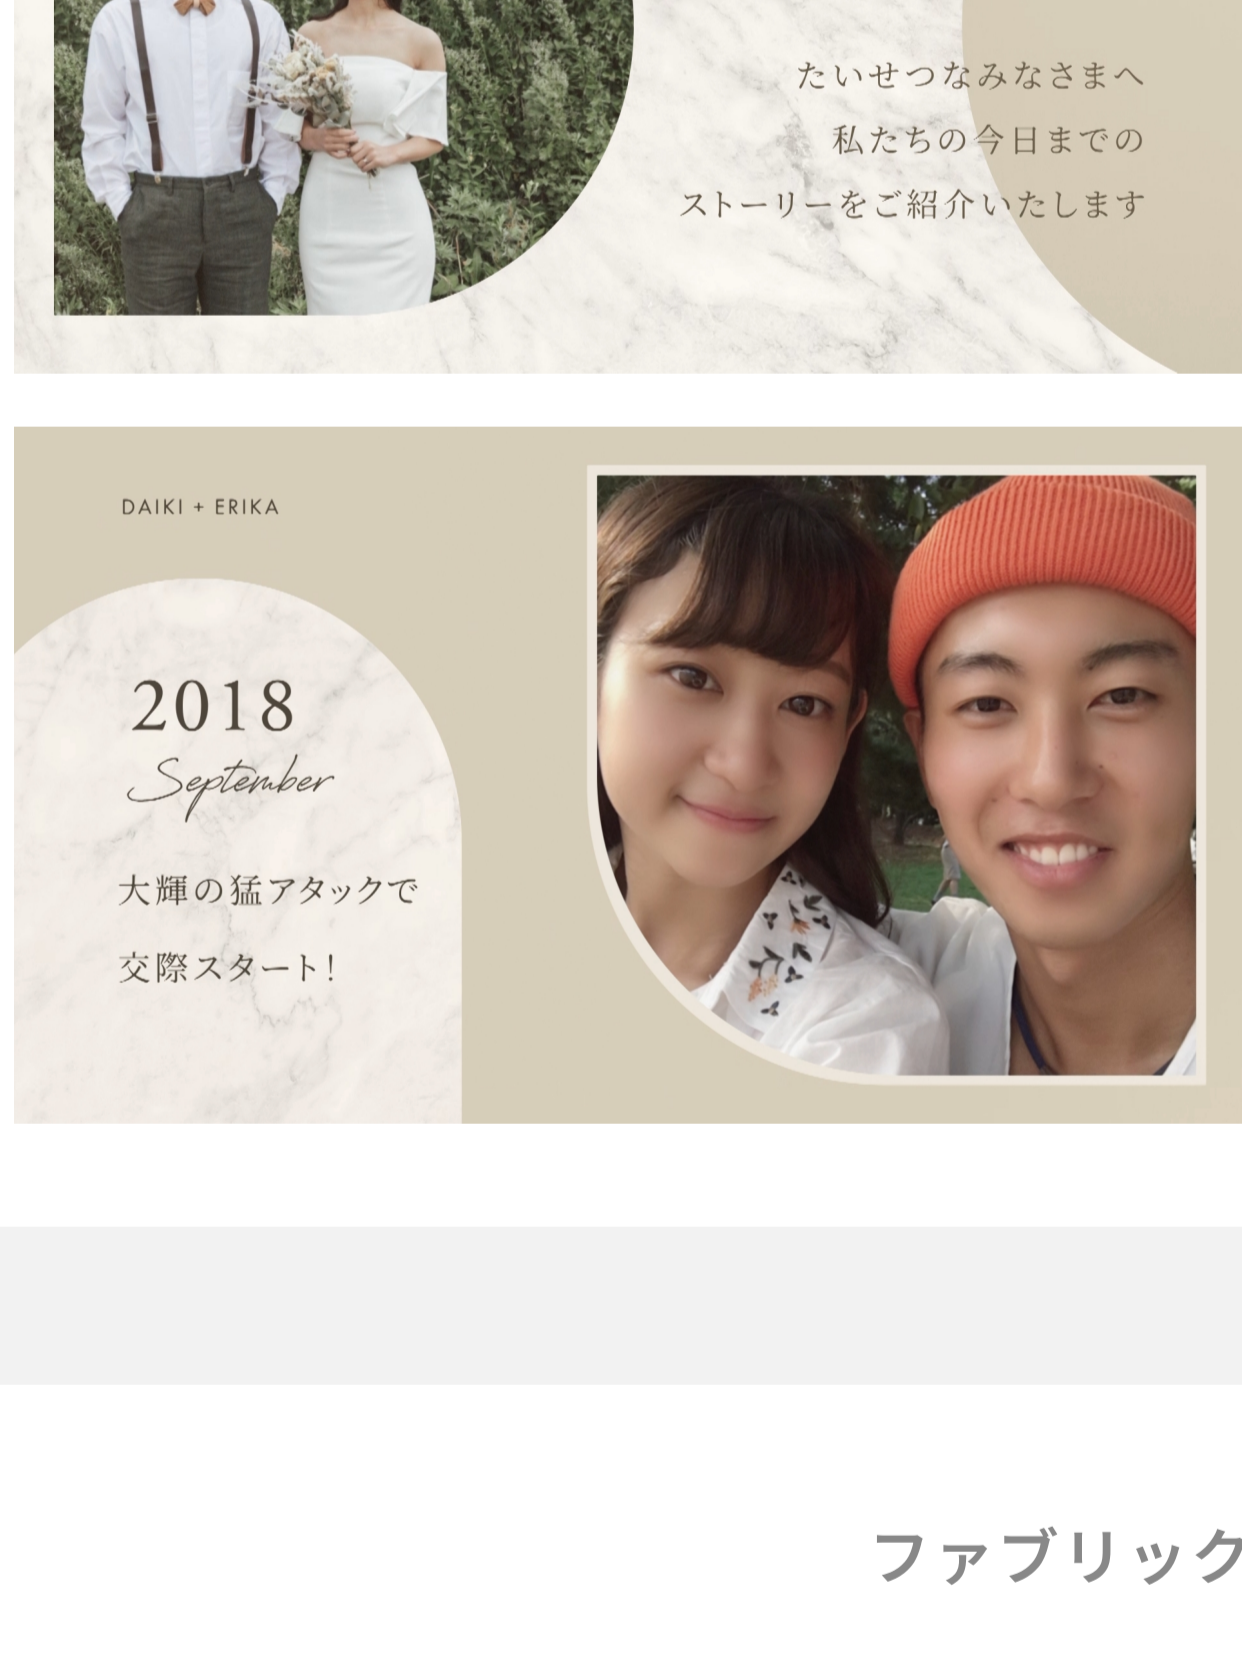 たいせつなみなさまへ
私たちの今日までの
ストーリーをご紹介いたします
DAIKI + ERIKA
2018
September
大輝の猛アタックで
交際スタート！
ファブリック